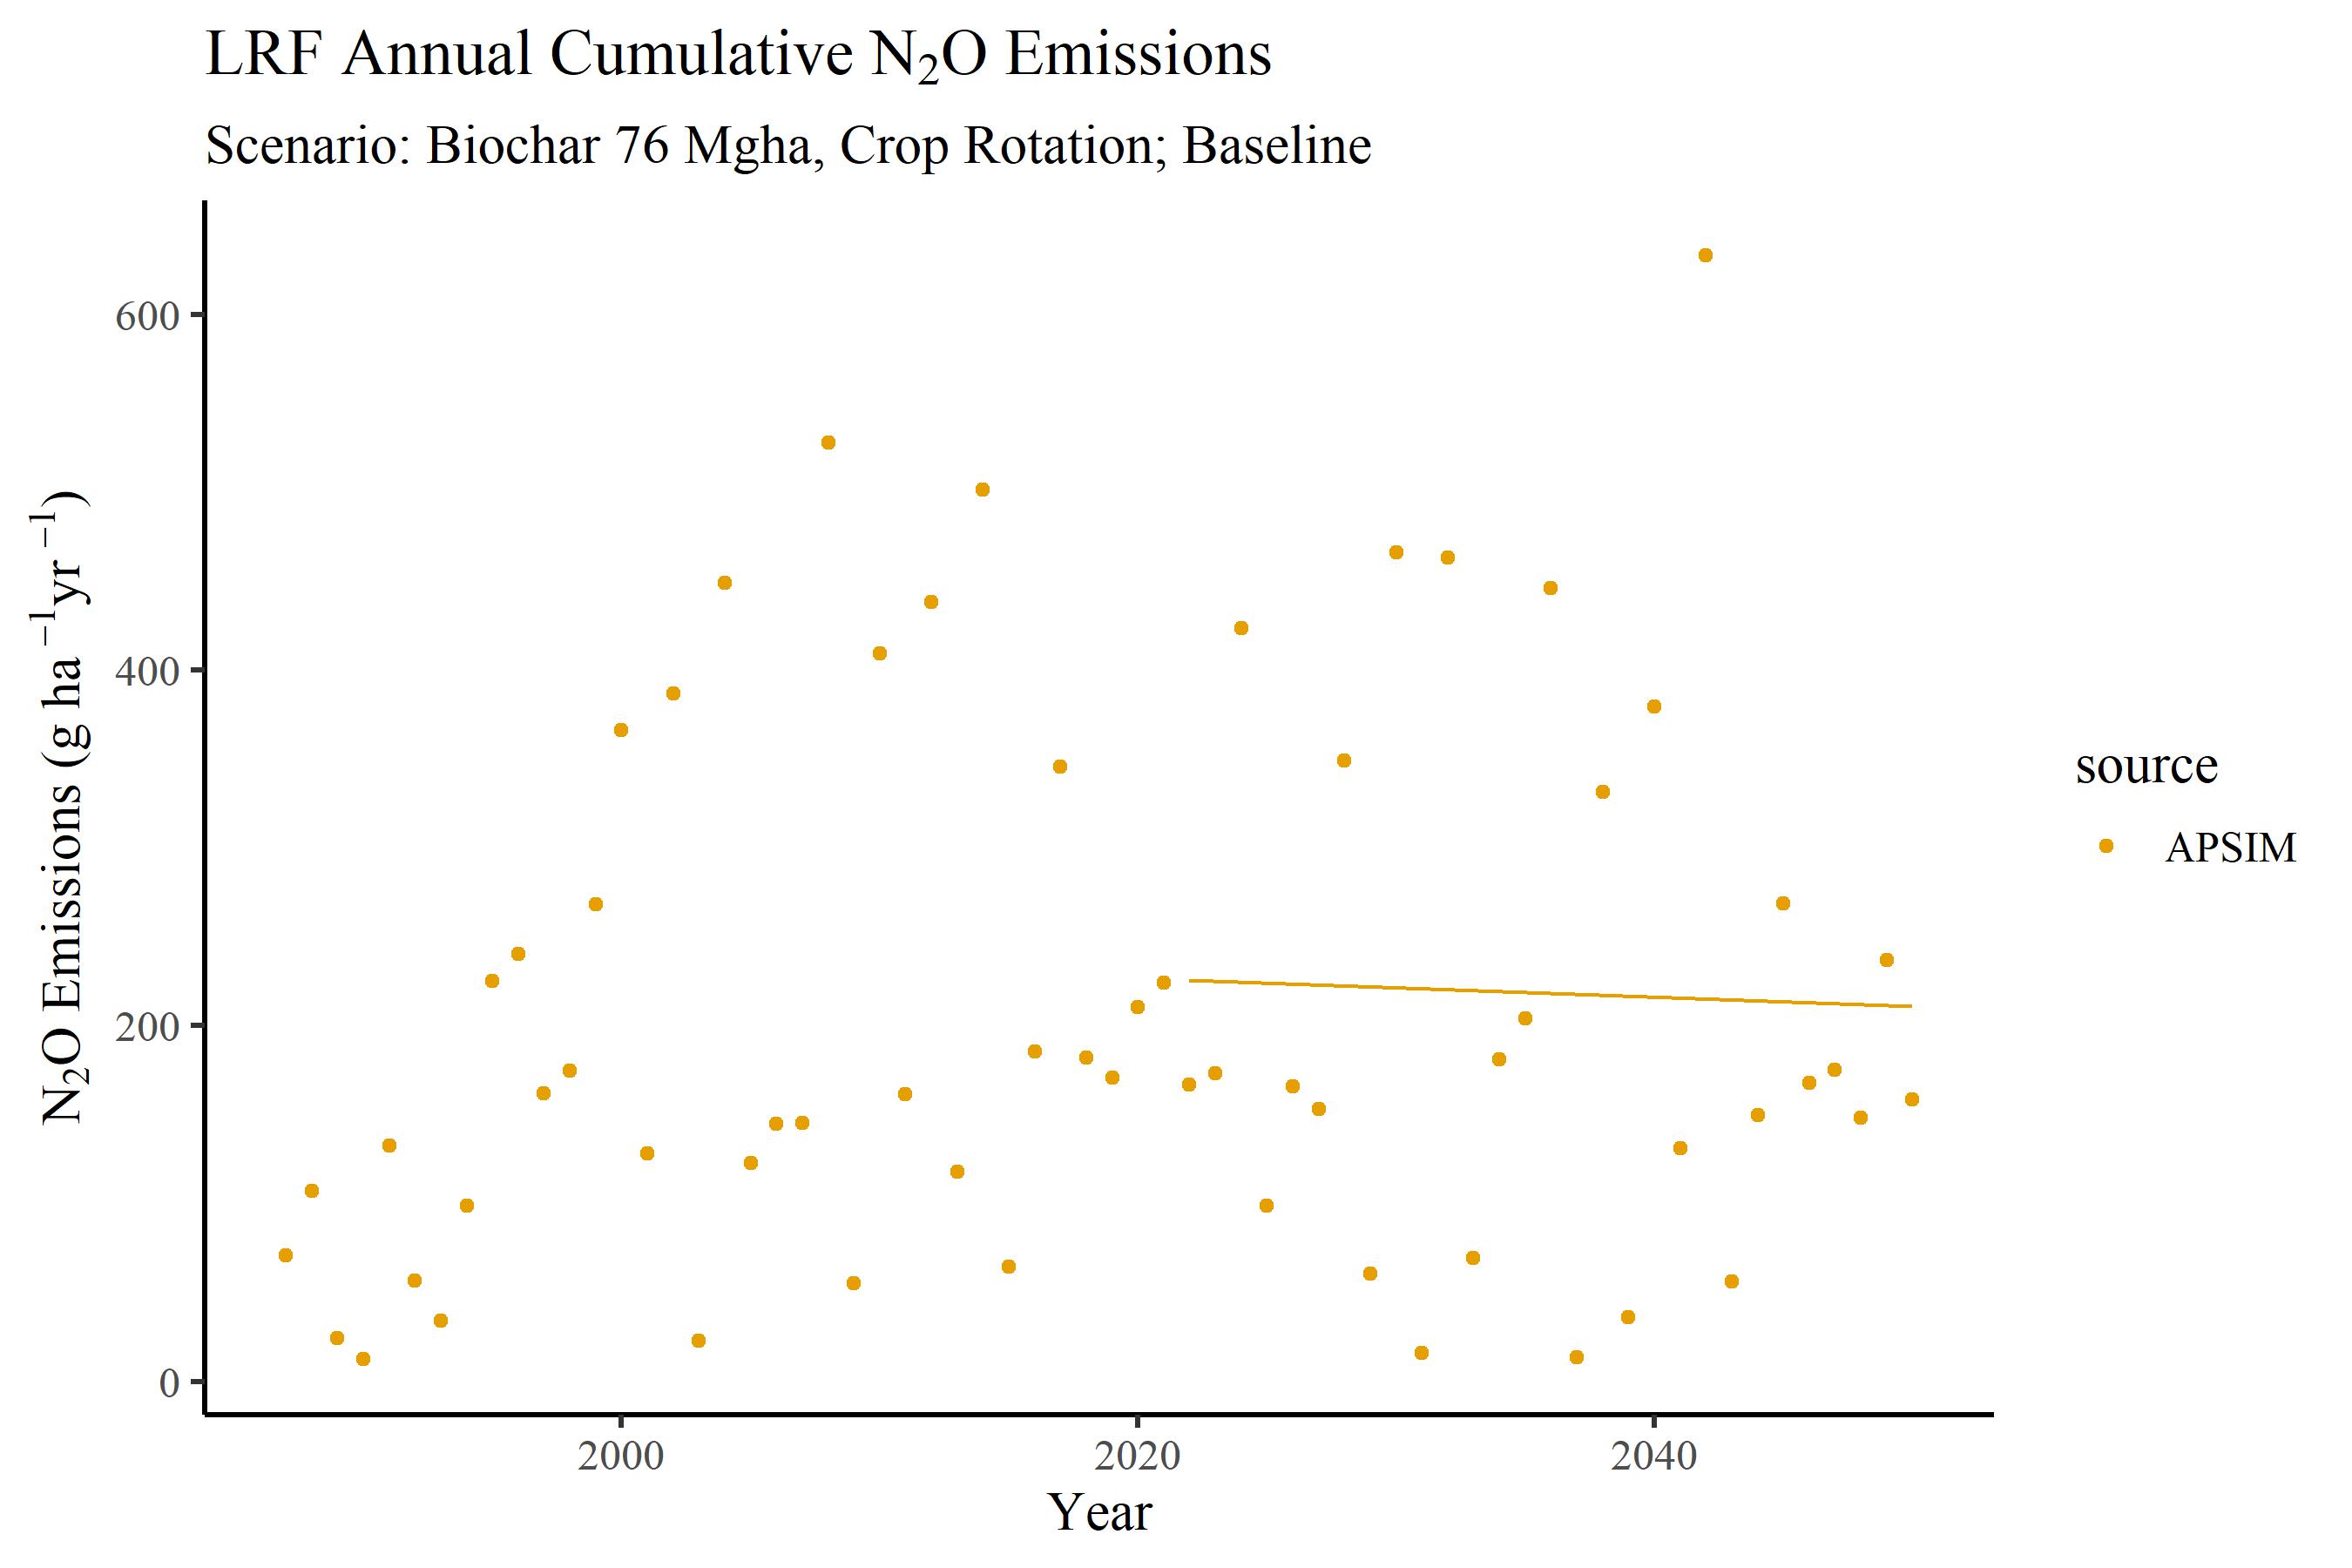 LRF Annual Cumulative N₂O Emissions
Scenario: Biochar 76 Mgha, Crop Rotation; Baseline
N₂O Emissions (g ha ⁻¹yr ⁻¹)
600
400
200
0
2000 2020 2040
Year
source
APSIM